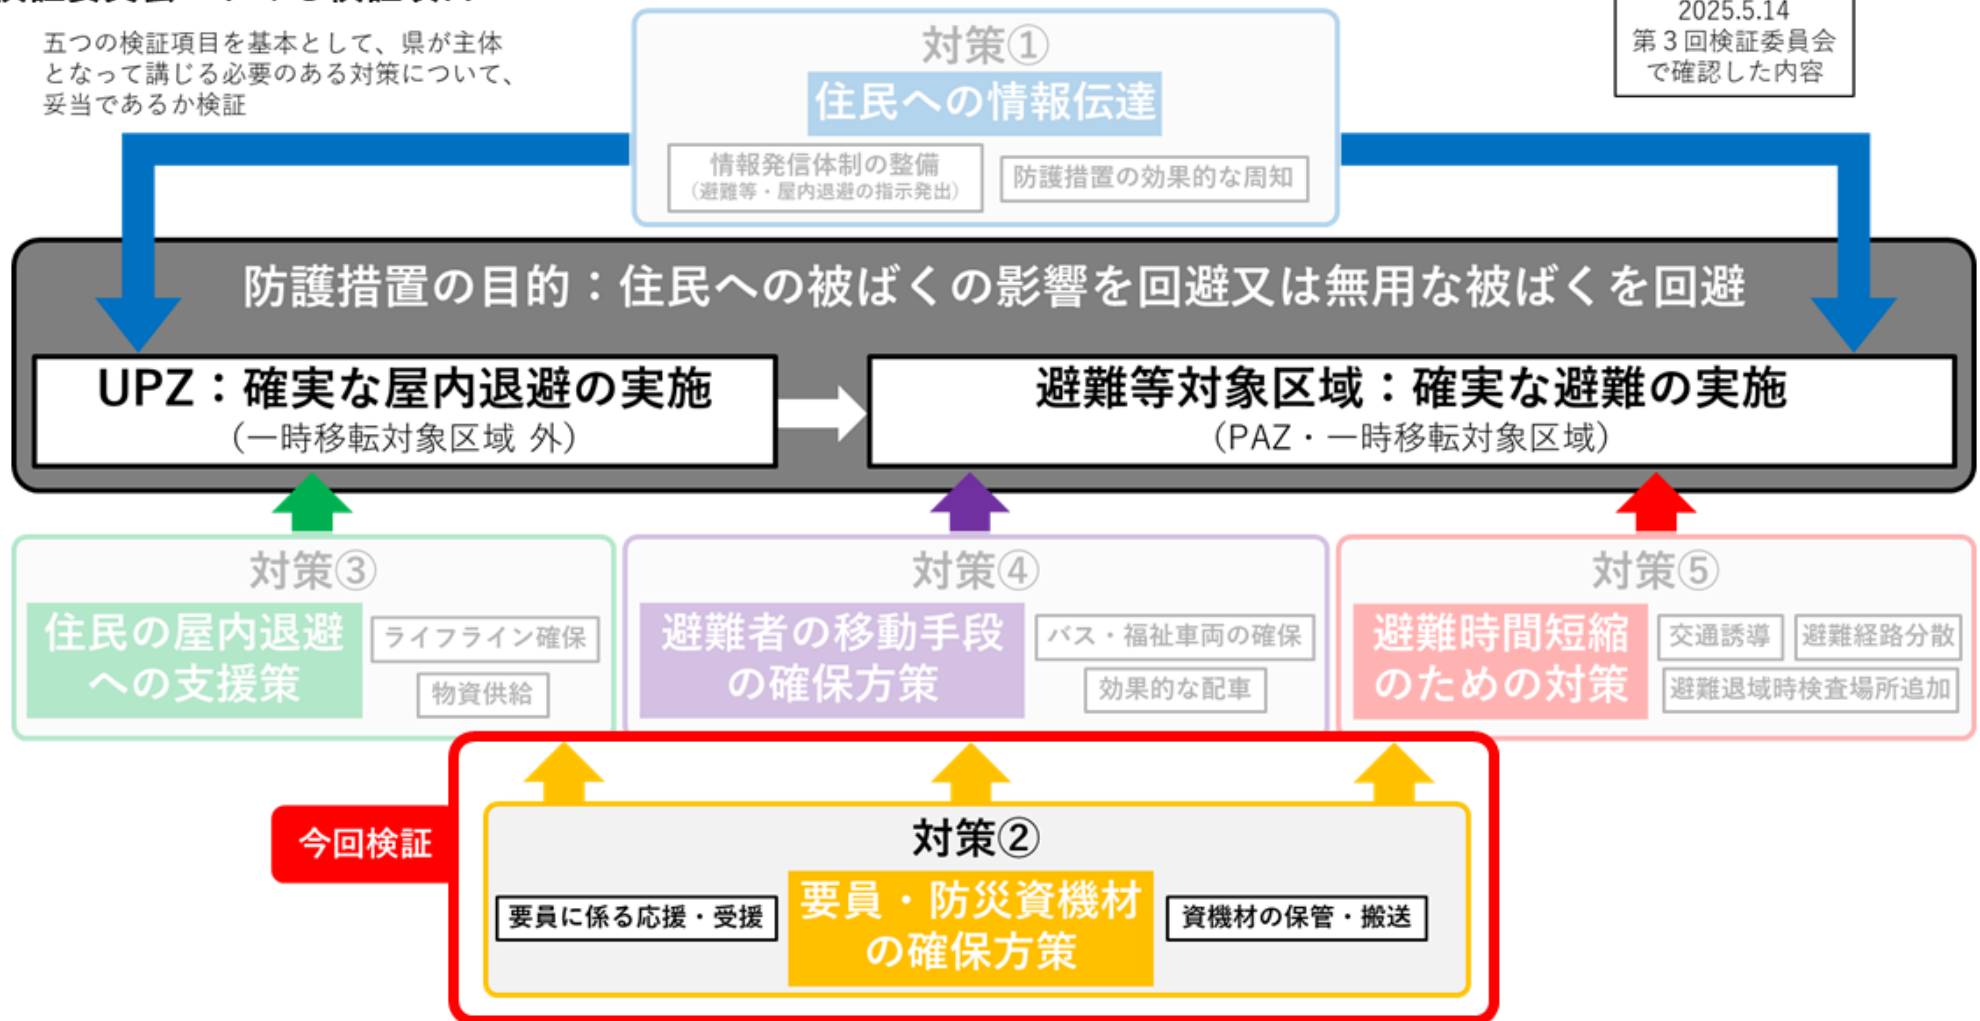 五つの検証項目を基本として、県が主体
となって講じる必要のある対策について、
妥当であるか検証
2025.5.14
第3回検証委員会
で確認した内容
対策①
住民への情報伝達
情報発信体制の整備
（避難等・屋内退避の指示発出）
防護措置の効果的な周知
防護措置の目的：住民への被ばくの影響を回避又は無用な被ばくを回避
UPZ：確実な屋内退避の実施
（一時移転対象区域 外）
避難等対象区域：確実な避難の実施
（PAZ・一時移転対象区域）
対策③
住民の屋内退避
への支援策
ライフライン確保
物資供給
対策④
避難者の移動手段
の確保方策
バス・福祉車両の確保
効果的な配車
対策⑤
避難時間短縮
のための対策
交通誘導
避難経路分散
避難退域時検査場所追加
今回検証
対策②
要員に係る応援・受援
要員・防災資機材
の確保方策
資機材の保管・搬送